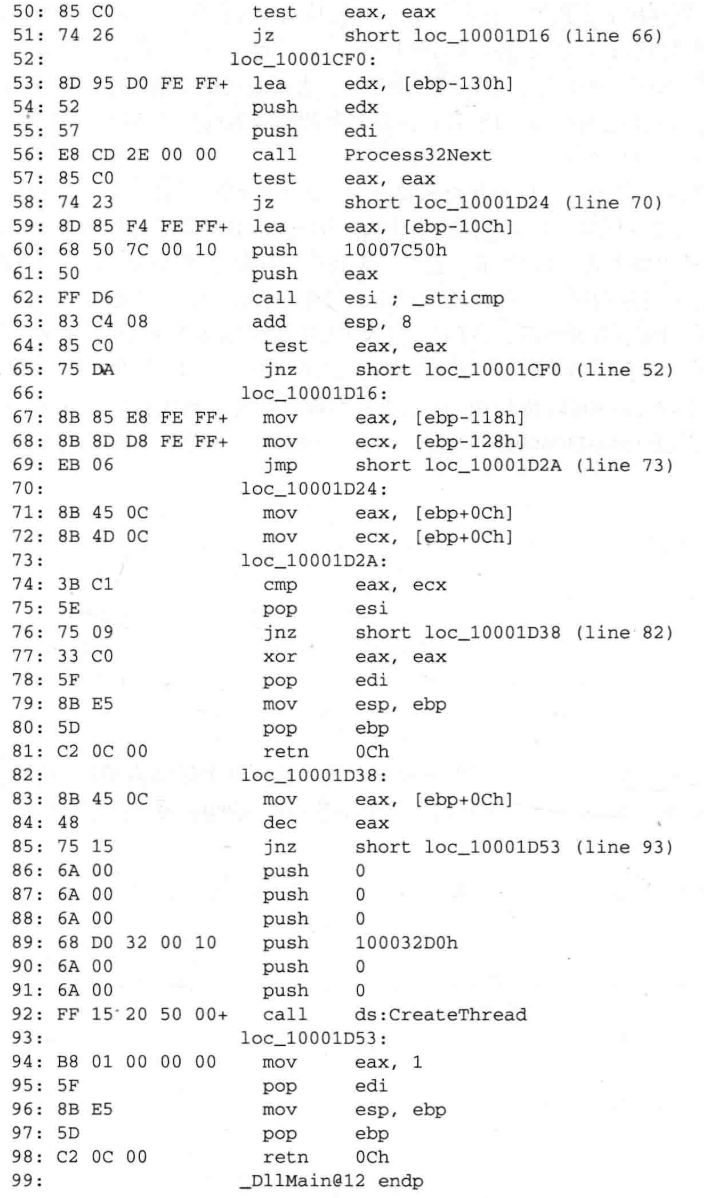 50: 85 C0 test eax, eax
51: 74 26 jz short loc_10001D16 (line 66)
52: loc_10001CF0:
53: 8D 95 D0 FE FF+ lea edx, [ebp-130h]
54: 52 push edx
55: 57 push edi
56: E8 CD 2E 00 00 call Process32Next
57: 85 C0 test eax, eax
58: 74 23 jz short loc_10001D24 (line 70)
59: 8D 85 F4 FE FF+ lea eax, [ebp-10Ch]
60: 68 50 7C 00 10 push 10007C50h
61: 50 push eax
62: FF D6 call esi ; _stricmp
63: 83 C4 08 add esp, 8
64: 85 C0 test eax, eax
65: 75 DA jnz short loc_10001CF0 (line 52)
66: loc_10001D16:
67: 8B 85 E8 FE FF+ mov eax, [ebp-118h]
68: 8B 8D D8 FE FF+ mov ecx, [ebp-128h]
69: EB 06 jmp short loc_10001D2A (line 73)
70: loc_10001D24:
71: 8B 45 0C mov eax, [ebp+0Ch]
72: 8B 4D 0C mov ecx, [ebp+0Ch]
73: loc_10001D2A:
74: 3B C1 cmp eax, ecx
75: 5E pop esi
76: 75 09 jnz short loc_10001D38 (line 82)
77: 33 C0 xor eax, eax
78: 5F pop edi
79: 8B E5 mov esp, ebp
80: 5D pop ebp
81: C2 0C 00 retn 0Ch
82: loc_10001D38:
83: 8B 45 0C mov eax, [ebp+0Ch]
84: 48 dec eax
85: 75 15 jnz short loc_10001D53 (line 93)
86: 6A 00 push 0
87: 6A 00 push 0
88: 6A 00 push 0
89: 68 D0 32 00 10 push 100032D0h
90: 6A 00 push 0
91: 6A 00 push 0
92: FF 15 20 50 00+ call ds:CreateThread
93: loc_10001D53:
94: B8 01 00 00 00 mov eax, 1
95: 5F pop edi
96: 8B E5 mov esp, ebp
97: 5D pop ebp
98: C2 0C 00 retn 0Ch
99: _DllMain@12 endp